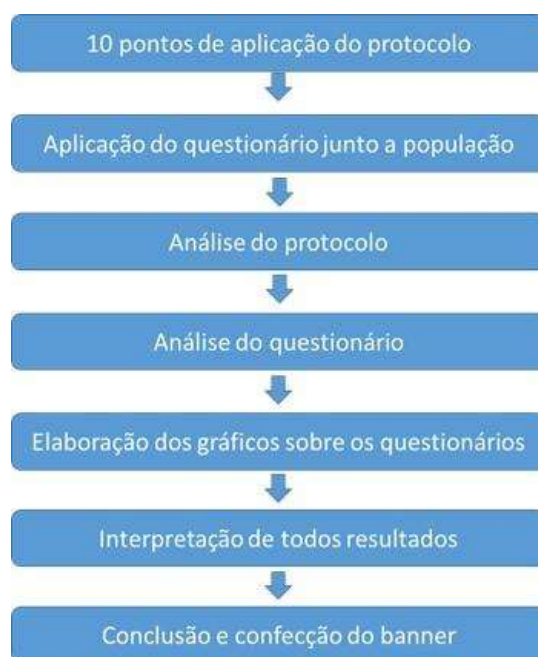 10 pontos de aplicação do protocolo
Aplicação do questionário junto a população
Análise do protocolo
Análise do questionário
Elaboração dos gráficos sobre os questionários
Interpretação de todos resultados
Conclusão e confecção do banner